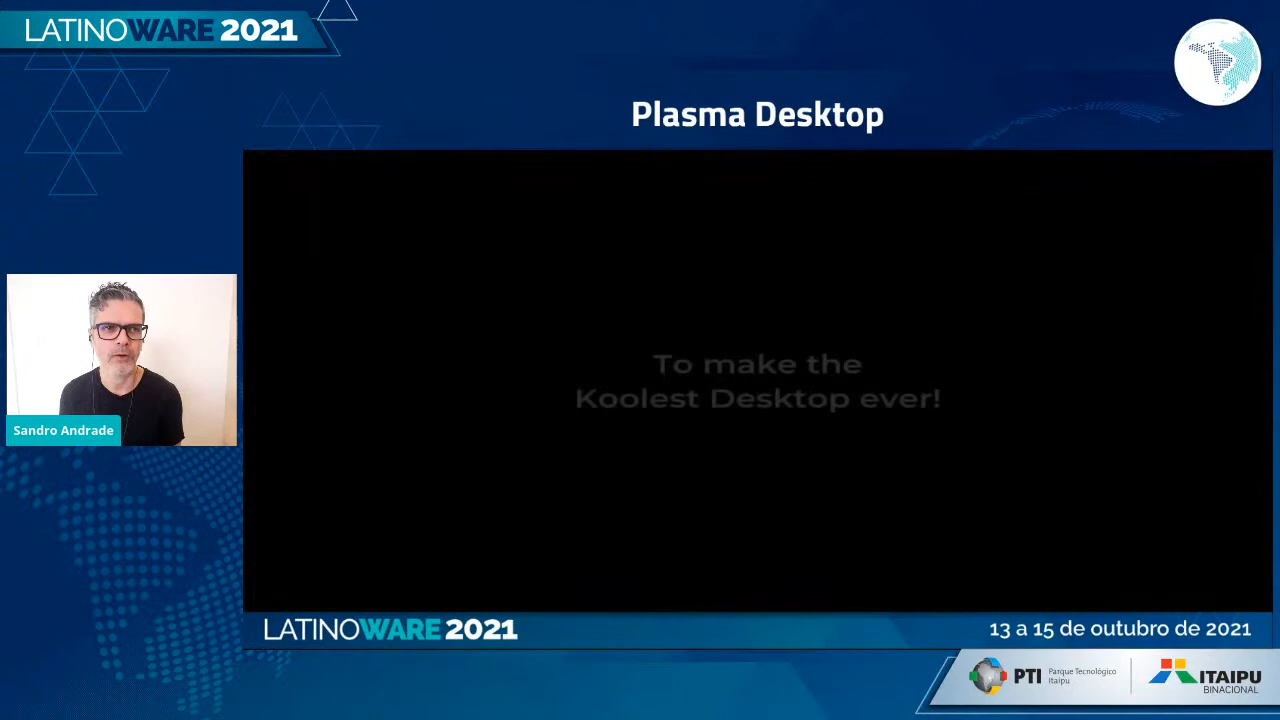 LATINOWARE 2021
Plasma Desktop
To make the
Koolest Desktop ever!
Sandro Andrade
LATINOWARE 2021
13 a 15 de outubro de 2021
PTI
Parque Tecnológico
Itaipu
ITAIPU
BINACIONAL